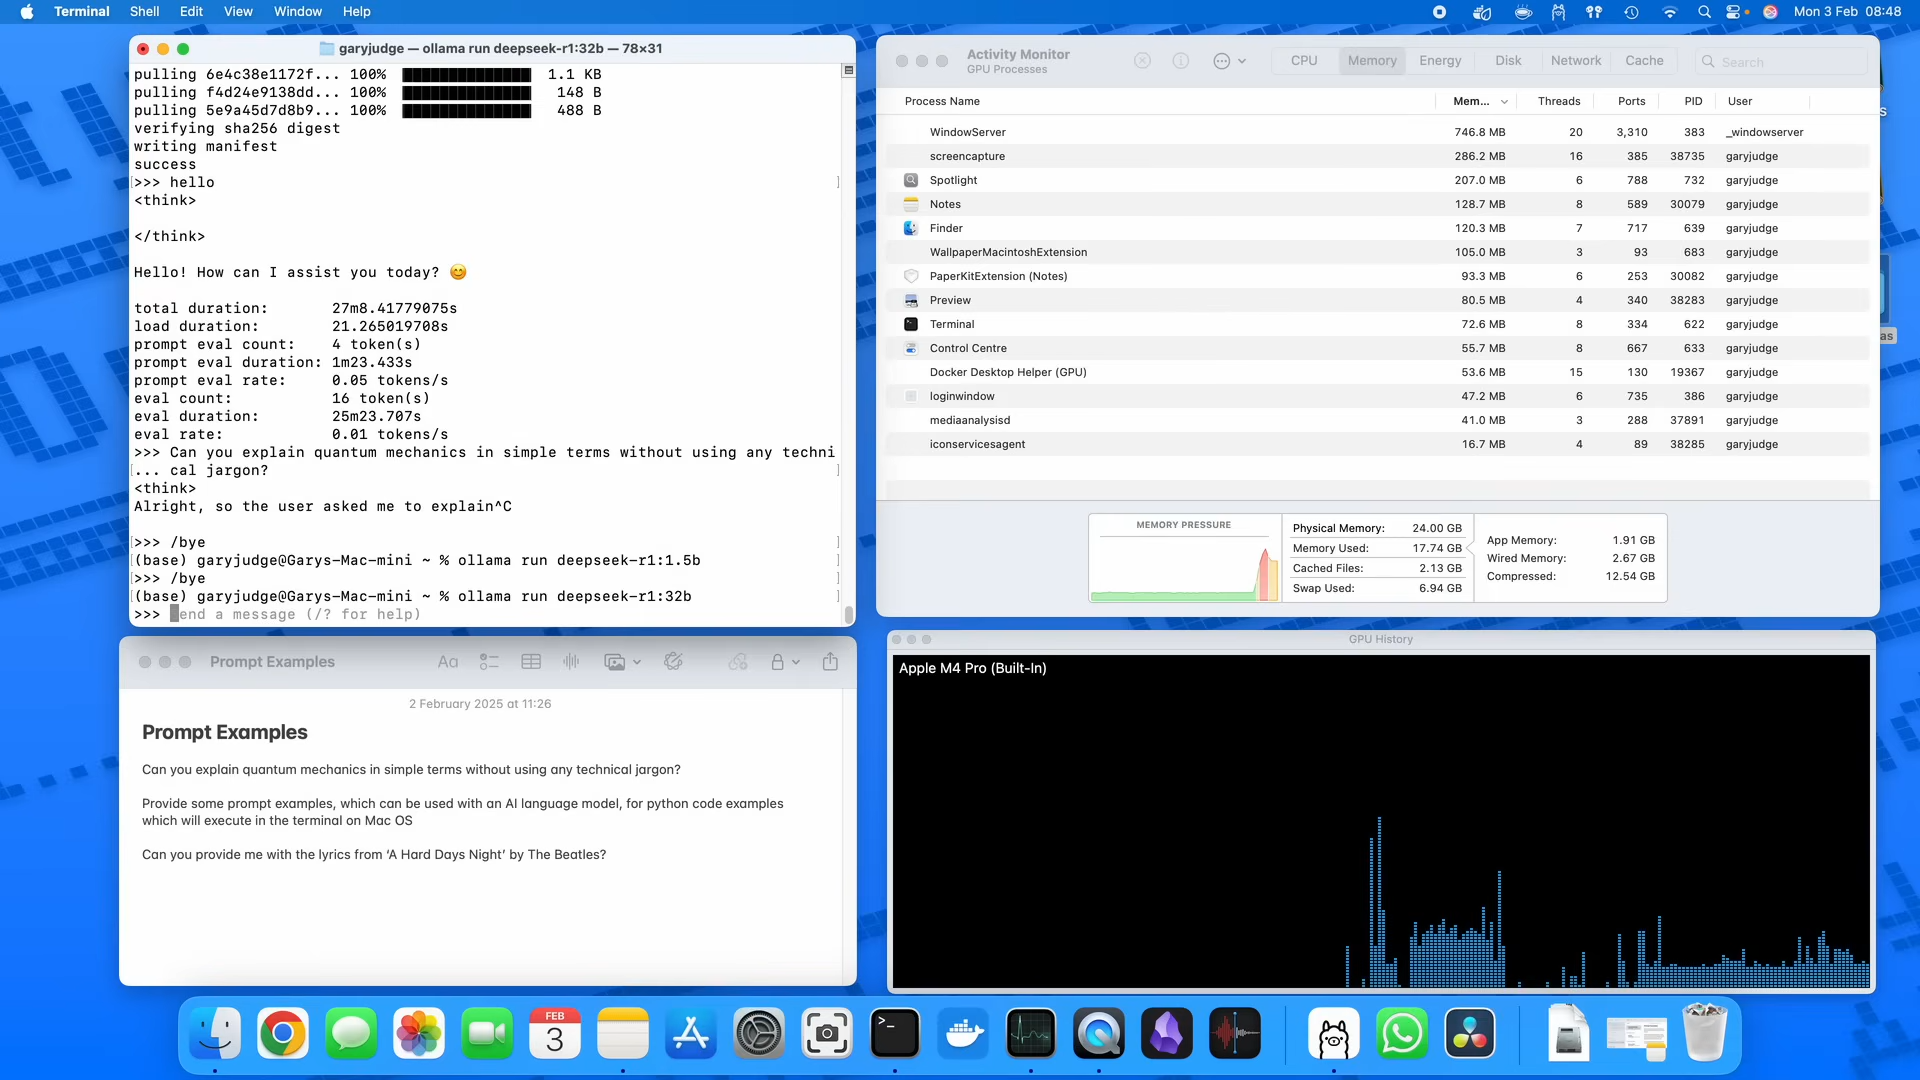 Terminal Shell Edit View Window Help Mon 3 Feb 08:48
garyjudge — ollama run deepseek-r1:32b — 78×31
pulling 6e4c38e1172f... 100% 1.1 KB
pulling f4d24e9138dd... 100% 148 B
pulling 5e9a45d7d8b9... 100% 488 B
verifying sha256 digest
writing manifest
success
>>> hello
<think>
</think>
Hello! How can I assist you today? 😊
total duration: 27m8.41779075s
load duration: 21.265019708s
prompt eval count: 4 token(s)
prompt eval duration: 1m23.433s
prompt eval rate: 0.05 tokens/s
eval count: 16 token(s)
eval duration: 25m23.707s
eval rate: 0.01 tokens/s
>>> Can you explain quantum mechanics in simple terms without using any techni
... cal jargon?
<think>
Alright, so the user asked me to explain^C
>>> /bye
(base) garyjudge@Garys-Mac-mini ~ % ollama run deepseek-r1:1.5b
>>> /bye
(base) garyjudge@Garys-Mac-mini ~ % ollama run deepseek-r1:32b
>>> end a message (/? for help)
Activity Monitor
GPU Processes
CPU Memory Energy Disk Network Cache Search
Process Name Mem... Threads Ports PID User
WindowServer 746.8 MB 20 3,310 383 _windowserver
screencapture 286.2 MB 16 385 38735 garyjudge
Spotlight 207.0 MB 6 788 732 garyjudge
Notes 128.7 MB 8 589 30079 garyjudge
Finder 120.3 MB 7 717 639 garyjudge
WallpaperMacintoshExtension 105.0 MB 3 93 683 garyjudge
PaperKitExtension (Notes) 93.3 MB 6 253 30082 garyjudge
Preview 80.5 MB 4 340 38283 garyjudge
Terminal 72.6 MB 8 334 622 garyjudge
Control Centre 55.7 MB 8 667 633 garyjudge
Docker Desktop Helper (GPU) 53.6 MB 15 130 19367 garyjudge
loginwindow 47.2 MB 6 735 386 garyjudge
mediaanalysisd 41.0 MB 3 288 37891 garyjudge
iconservicesagent 16.7 MB 4 89 38285 garyjudge
MEMORY PRESSURE
Physical Memory: 24.00 GB
Memory Used: 17.74 GB
Cached Files: 2.13 GB
Swap Used: 6.94 GB
App Memory: 1.91 GB
Wired Memory: 2.67 GB
Compressed: 12.54 GB
Prompt Examples
Aa
2 February 2025 at 11:26
Prompt Examples
Can you explain quantum mechanics in simple terms without using any technical jargon?
Provide some prompt examples, which can be used with an AI language model, for python code examples
which will execute in the terminal on Mac OS
Can you provide me with the lyrics from ‘A Hard Days Night’ by The Beatles?
GPU History
Apple M4 Pro (Built-In)
FEB
3